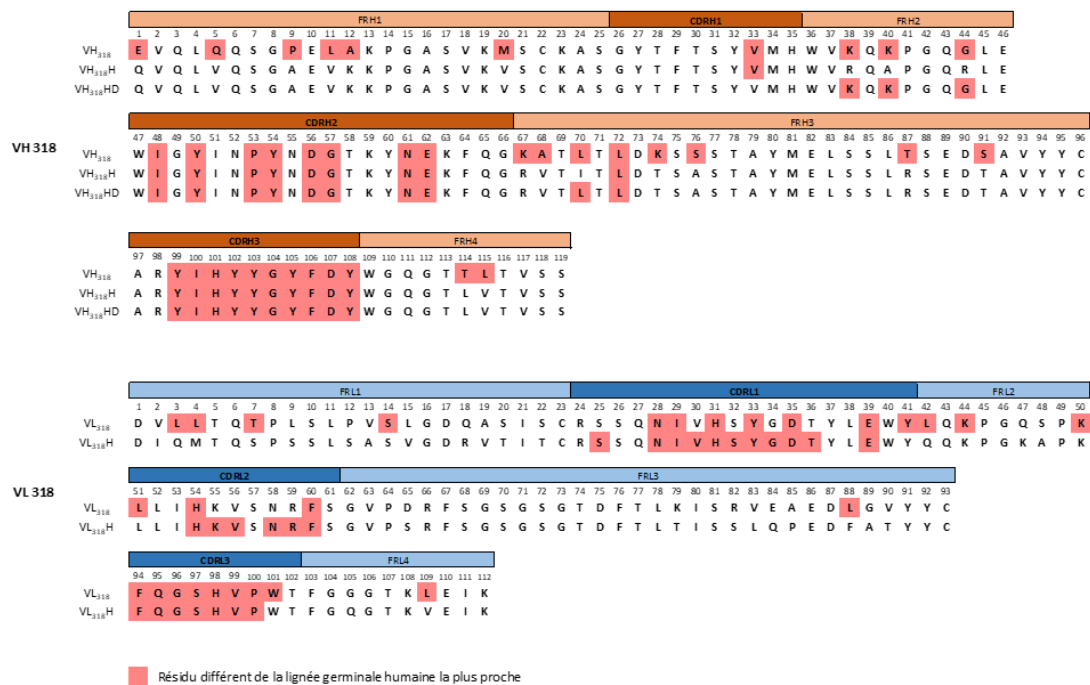 FRH1 CDRH1 FRH2
1 2 3 4 5 6 7 8 9 10 11 12 13 14 15 16 17 18 19 20 21 22 23 24 25 26 27 28 29 30 31 32 33 34 35 36 37 38 39 40 41 42 43 44 45 46
VH318 E V Q L Q Q S G P E L A K P G A S V K M S C K A S G Y T F T S Y V M H W V K Q K P G Q G L E
VH318H Q V Q L V Q S G A E V K K P G A S V K V S C K A S G Y T F T S Y V M H W V R Q A P G Q R L E
VH318HD Q V Q L V Q S G A E V K K P G A S V K V S C K A S G Y T F T S Y V M H W V K Q K P G Q G L E
CDRH2 FRH3
47 48 49 50 51 52 53 54 55 56 57 58 59 60 61 62 63 64 65 66 67 68 69 70 71 72 73 74 75 76 77 78 79 80 81 82 83 84 85 86 87 88 89 90 91 92 93 94 95 96
VH 318
VH318 W I G Y I N P Y N D G T K Y N E K F Q G K A T L T L D K S S S T A Y M E L S S L T S E D S A V Y Y C
VH318H W I G Y I N P Y N D G T K Y N E K F Q G R V T I T L D T S A S T A Y M E L S S L R S E D T A V Y Y C
VH318HD W I G Y I N P Y N D G T K Y N E K F Q G R V T L T L D T S A S T A Y M E L S S L R S E D T A V Y Y C
CDRH3 FRH4
97 98 99 100 101 102 103 104 105 106 107 108 109 110 111 112 113 114 115 116 117 118 119
VH318 A R Y I H Y Y G Y F D Y W G Q G T T L T V S S
VH318H A R Y I H Y Y G Y F D Y W G Q G T L V T V S S
VH318HD A R Y I H Y Y G Y F D Y W G Q G T L V T V S S
FRL1 CDRL1 FRL2
1 2 3 4 5 6 7 8 9 10 11 12 13 14 15 16 17 18 19 20 21 22 23 24 25 26 27 28 29 30 31 32 33 34 35 36 37 38 39 40 41 42 43 44 45 46 47 48 49 50
VL318 D V L L T Q T P L S L P V S L G D Q A S I S C R S S Q N I V H S Y G D T Y L E W Y L Q K P G Q S P K
VL318H D I Q M T Q S P S S L S A S V G D R V T I T C R S S Q N I V H S Y G D T Y L E W Y Q Q K P G K A P K
CDRL2 FRL3
51 52 53 54 55 56 57 58 59 60 61 62 63 64 65 66 67 68 69 70 71 72 73 74 75 76 77 78 79 80 81 82 83 84 85 86 87 88 89 90 91 92 93
VL 318
VL318 L L I H K V S N R F S G V P D R F S G S G S G T D F T L K I S R V E A E D L G V Y Y C
VL318H L L I H K V S N R F S G V P S R F S G S G S G T D F T L T I S S L Q P E D F A T Y Y C
CDRL3 FRL4
94 95 96 97 98 99 100 101 102 103 104 105 106 107 108 109 110 111 112
VL318 F Q G S H V P W T F G G G T K L E I K
VL318H F Q G S H V P W T F G Q G T K V E I K
Résidu différent de la lignée germinale humaine la plus proche